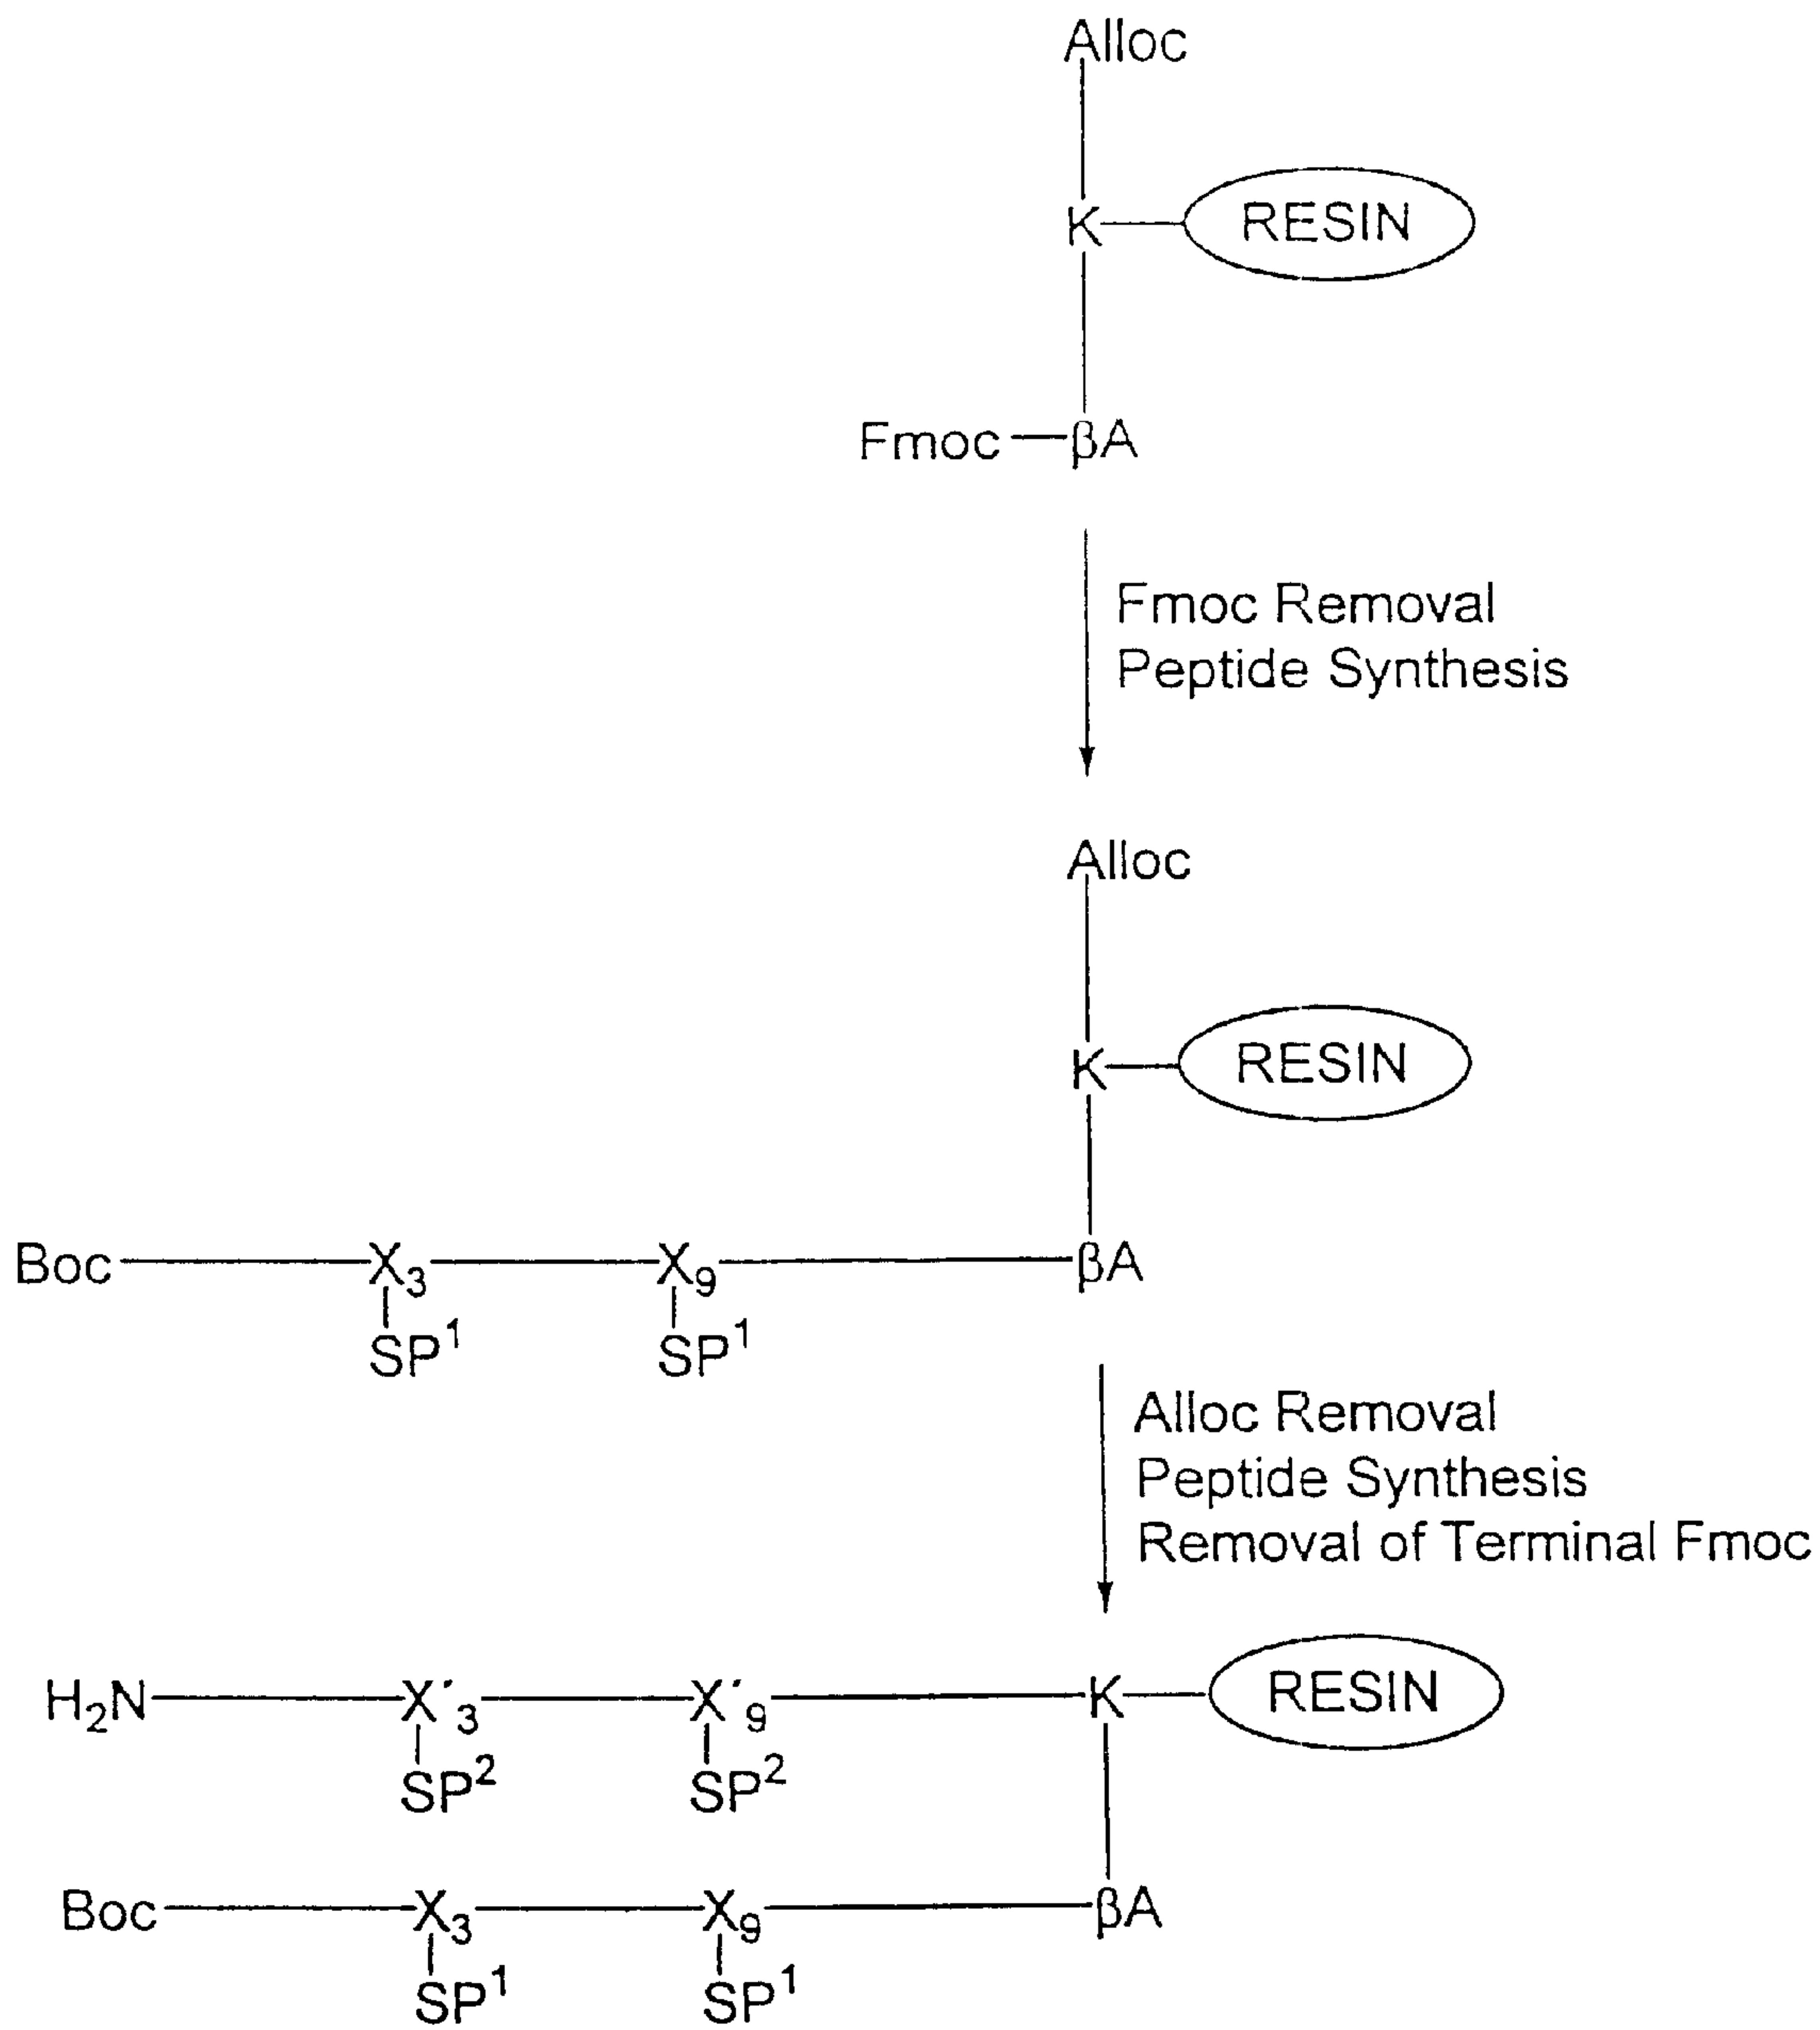 Alloc
K RESIN
Fmoc βA
Fmoc Removal
Peptide Synthesis
Alloc
K RESIN
Boc X₃ X₉ βA
SP¹ SP¹
Alloc Removal
Peptide Synthesis
Removal of Terminal Fmoc
H₂N X´₃ X´₉ K RESIN
SP² SP²
Boc X₃ X₉ βA
SP¹ SP¹